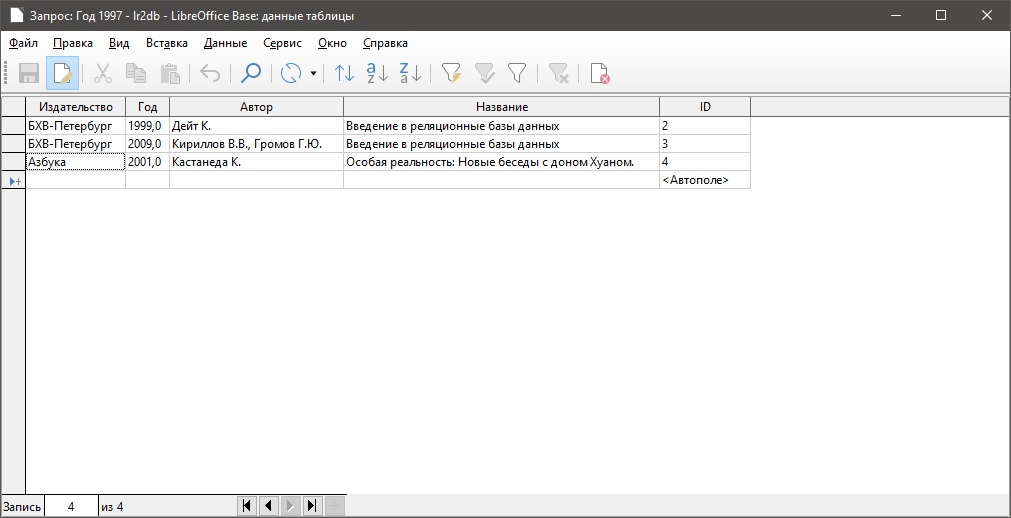 Запрос: Год 1997 - lr2db - LibreOffice Base: данные таблицы
Файл Правка Вид Вставка Данные Сервис Окно Справка
Издательство Год Автор Название ID
БХВ-Петербург 1999,0 Дейт К. Введение в реляционные базы данных 2
БХВ-Петербург 2009,0 Кириллов В.В., Громов Г.Ю. Введение в реляционные базы данных 3
Азбука 2001,0 Кастанеда К. Особая реальность: Новые беседы с доном Хуаном. 4
<Автополе>
Запись 4 из 4